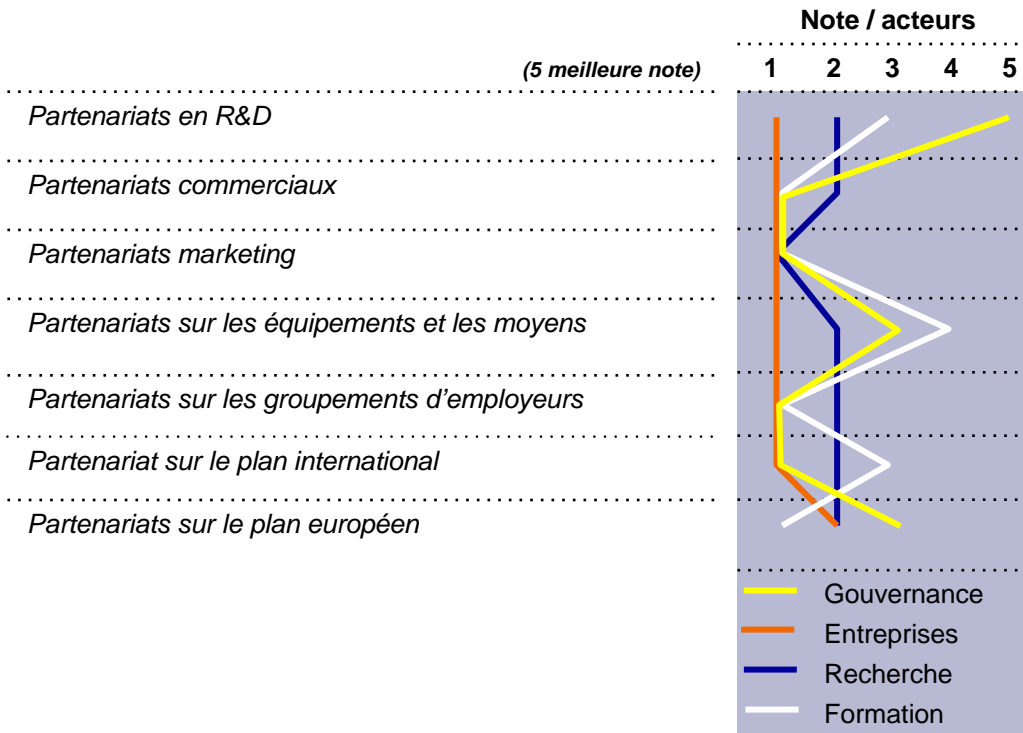 Note / acteurs
(5 meilleure note) 1 2 3 4 5
Partenariats en R&D
Partenariats commerciaux
Partenariats marketing
Partenariats sur les équipements et les moyens
Partenariats sur les groupements d'employeurs
Partenariat sur le plan international
Partenariats sur le plan européen
Gouvernance
Entreprises
Recherche
Formation